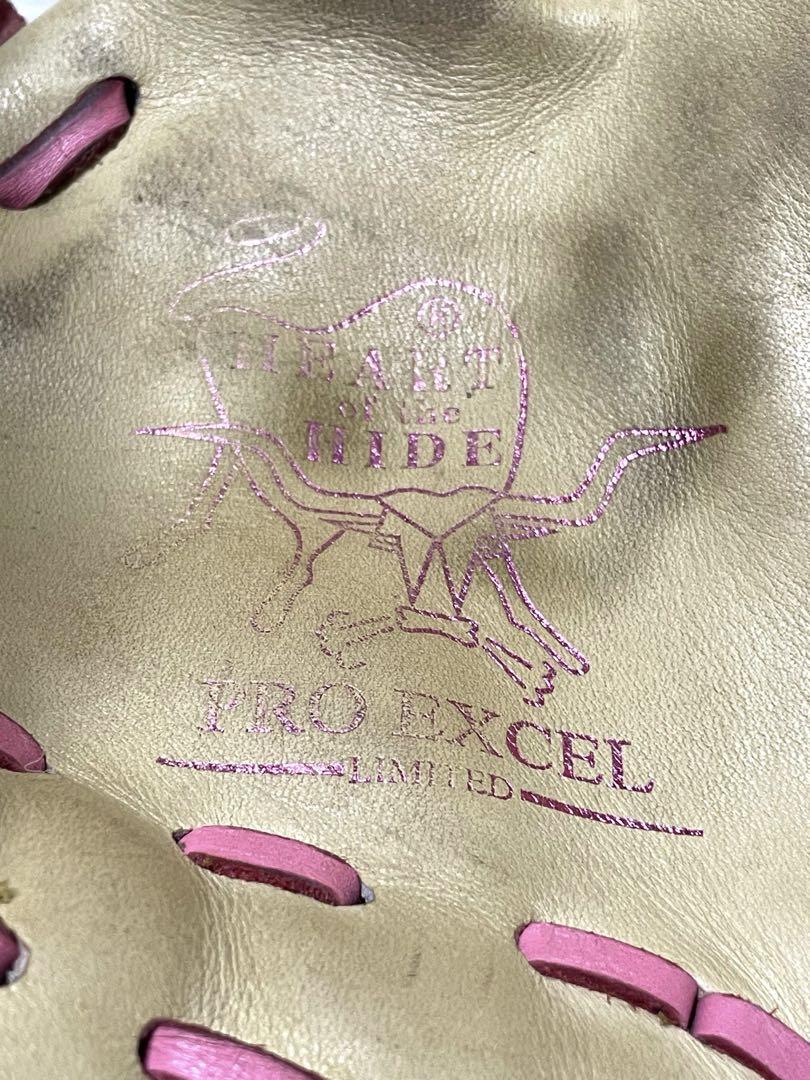 ®
HEART
of the
HIDE
PRO EXCEL
LIMITED